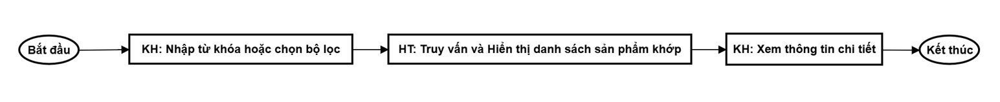 Bắt đầu
KH: Nhập từ khóa hoặc chọn bộ lọc
HT: Truy vấn và Hiển thị danh sách sản phẩm khớp
KH: Xem thông tin chi tiết
Kết thúc